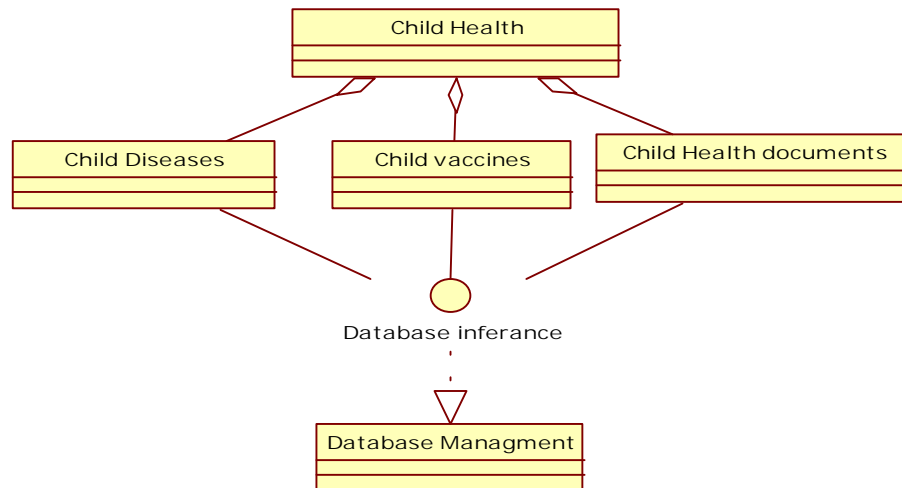 Child Health
Child Diseases
Child vaccines
Child Health documents
Database inferance
Database Managment